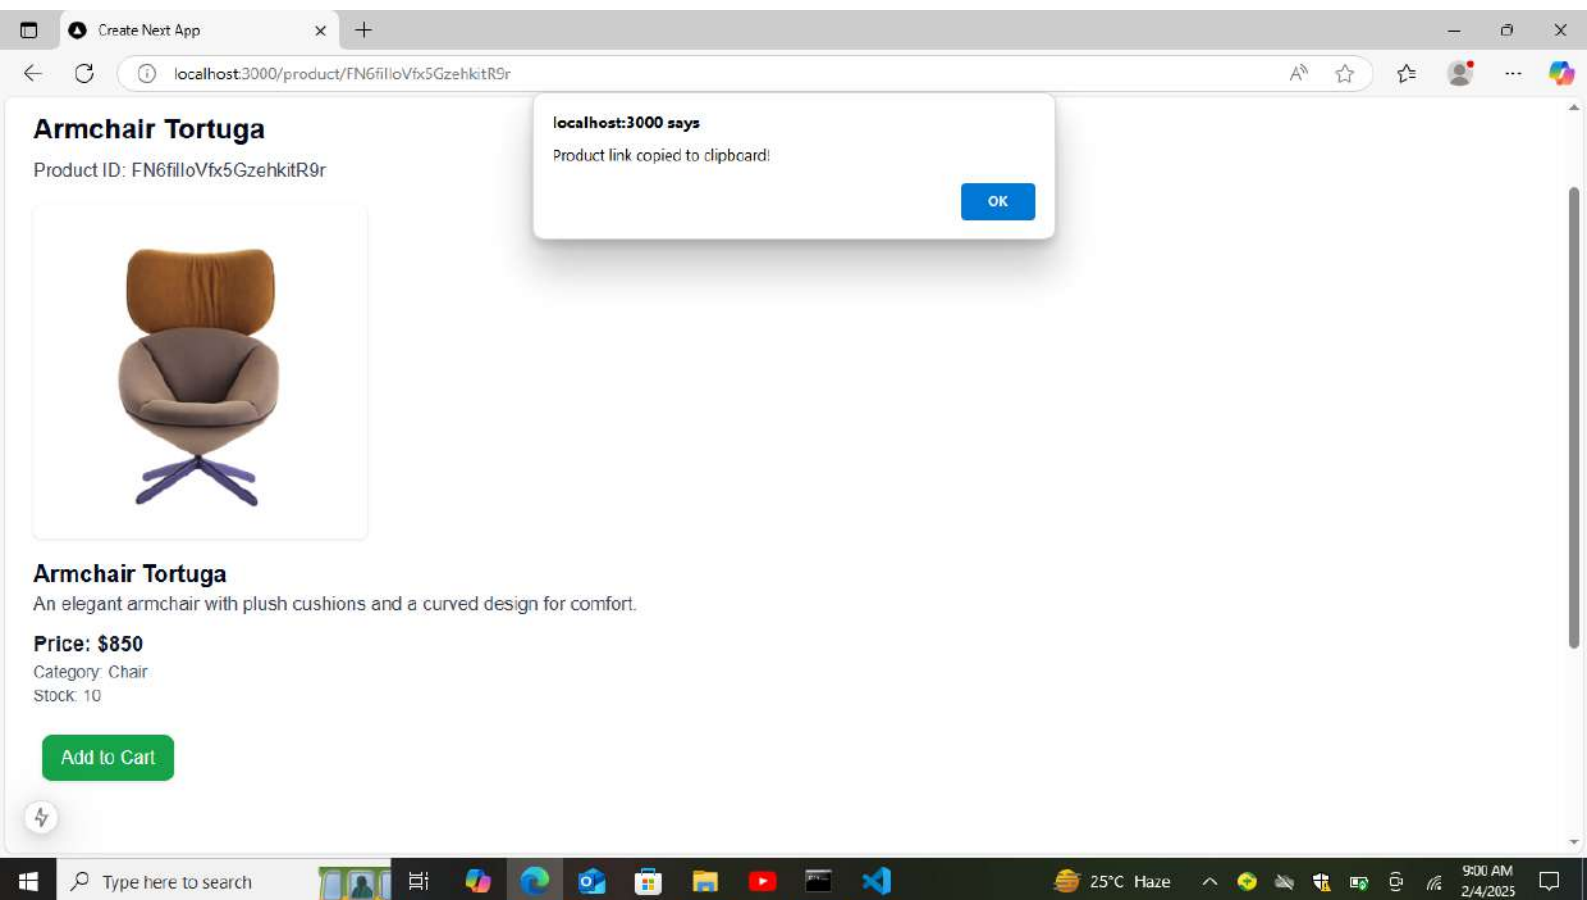 Create Next App
localhost:3000/product/FN6fiIloVfx5GzehkitR9r
localhost:3000 says
Product link copied to clipboard!
OK
Armchair Tortuga
Product ID: FN6fiIloVfx5GzehkitR9r
Armchair Tortuga
An elegant armchair with plush cushions and a curved design for comfort.
Price: $850
Category: Chair
Stock: 10
Add to Cart
Type here to search
25°C Haze
9:00 AM
2/4/2025